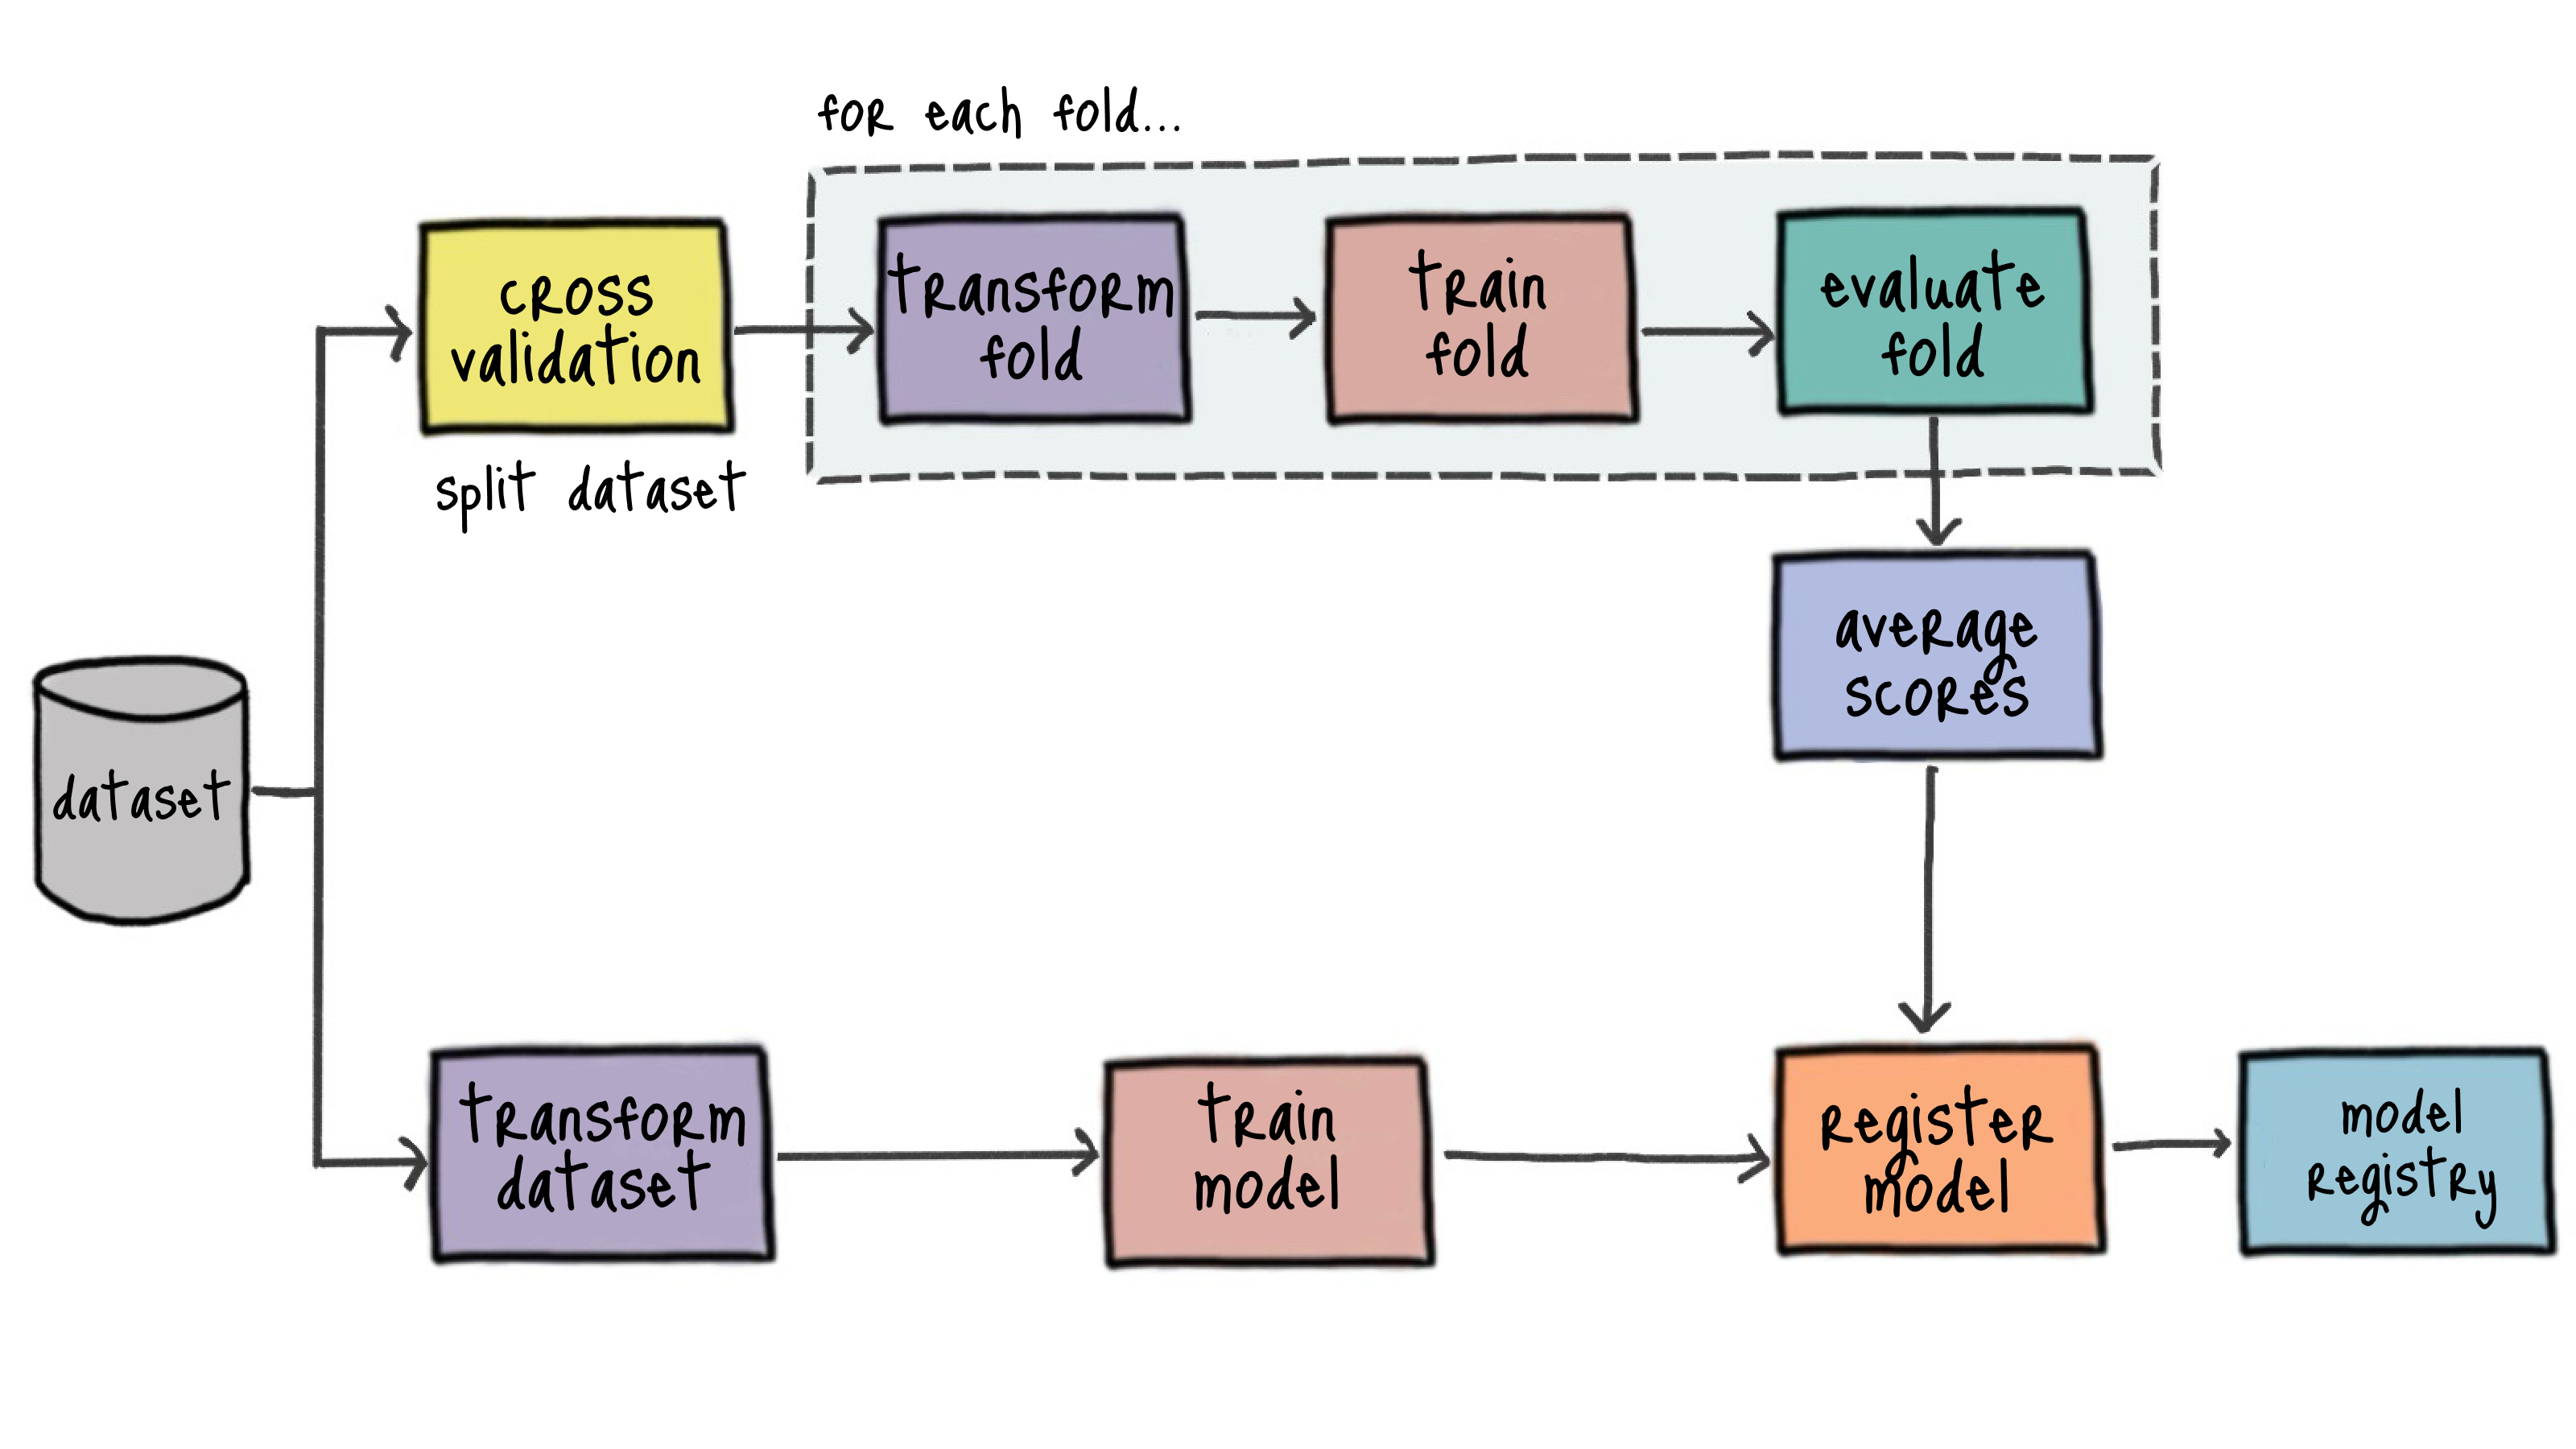 for each fold...
cross
validation
transform
fold
train
fold
evaluate
fold
split dataset
average
scores
dataset
transform
dataset
train
model
register
model
model
registry